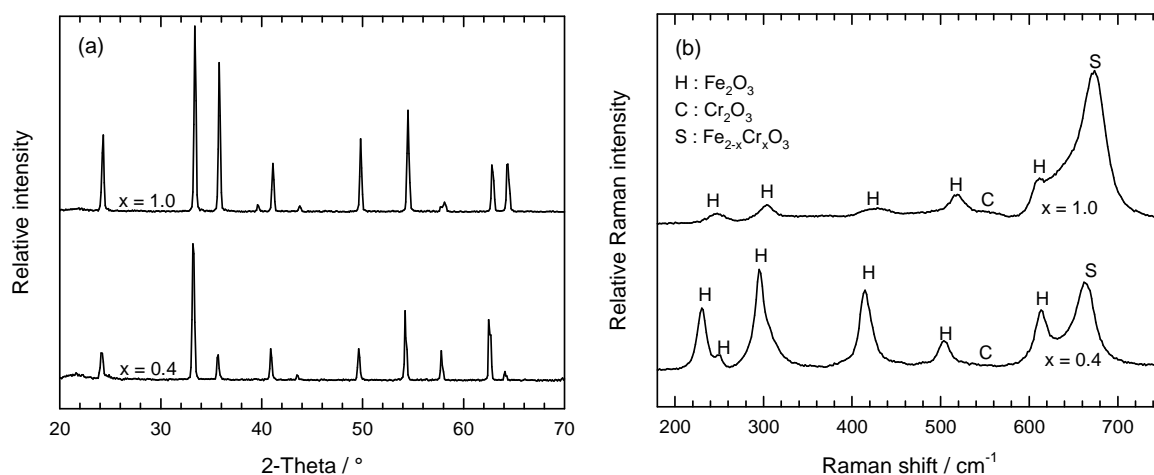 (a)
x = 1.0
x = 0.4
Relative intensity
20 30 40 50 60 70
2-Theta / °
(b)
H : Fe₂O₃
C : Cr₂O₃
S : Fe₂₋ₓCrₓO₃
S
H
H
H
H
C
H
x = 1.0
H
H
H
H
H
C
H
S
x = 0.4
Relative Raman intensity
200 300 400 500 600 700
Raman shift / cm⁻¹